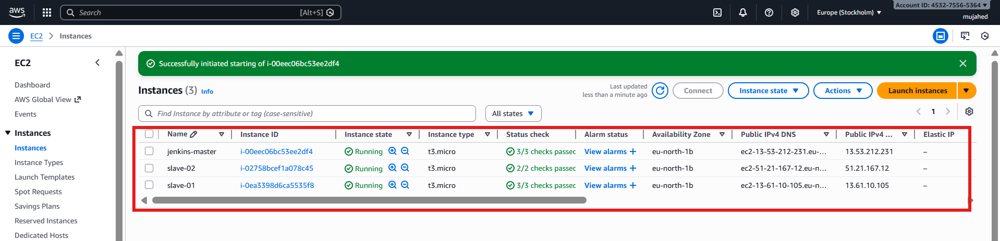 aws
Search [Alt+S]
Europe (Stockholm)
Account ID: 4532-7556-5364
mujahed
EC2 Instances
EC2
Dashboard
AWS Global View
Events
Instances
Instances
Instance Types
Launch Templates
Spot Requests
Savings Plans
Reserved Instances
Dedicated Hosts
Successfully initiated starting of i-00eec06bc53ee2df4
Instances (3) Info
Last updated
less than a minute ago
Connect Instance state Actions Launch instances
Find Instance by attribute or tag (case-sensitive) All states 1
Name Instance ID Instance state Instance type Status check Alarm status Availability Zone Public IPv4 DNS Public IPv4 ... Elastic IP
jenkins-master i-00eec06bc53ee2df4 Running t3.micro 3/3 checks passed View alarms + eu-north-1b ec2-13-53-212-231.eu-... 13.53.212.231 –
slave-02 i-02758bcef1a078c45 Running t3.micro 2/2 checks passed View alarms + eu-north-1b ec2-51-21-167-12.eu-n... 51.21.167.12 –
slave-01 i-0ea3398d6ca5535f8 Running t3.micro 3/3 checks passed View alarms + eu-north-1b ec2-13-61-10-105.eu-n... 13.61.10.105 –